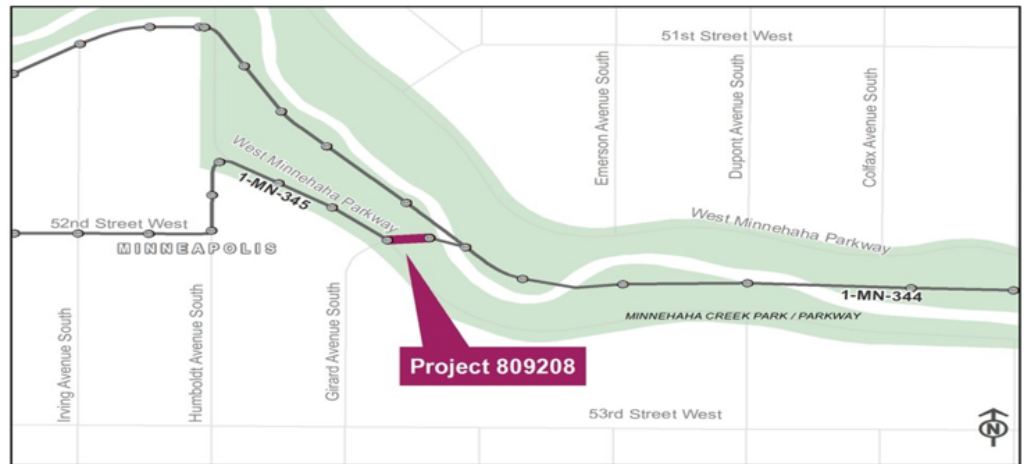 51st Street West
Emerson Avenue South
Dupont Avenue South
Colfax Avenue South
West Minnehaha Parkway
1-MN-345
52nd Street West
MINNEAPOLIS
West Minnehaha Parkway
1-MN-344
MINNEHAHA CREEK PARK / PARKWAY
Irving Avenue South
Humboldt Avenue South
Girard Avenue South
Project 809208
53rd Street West
N